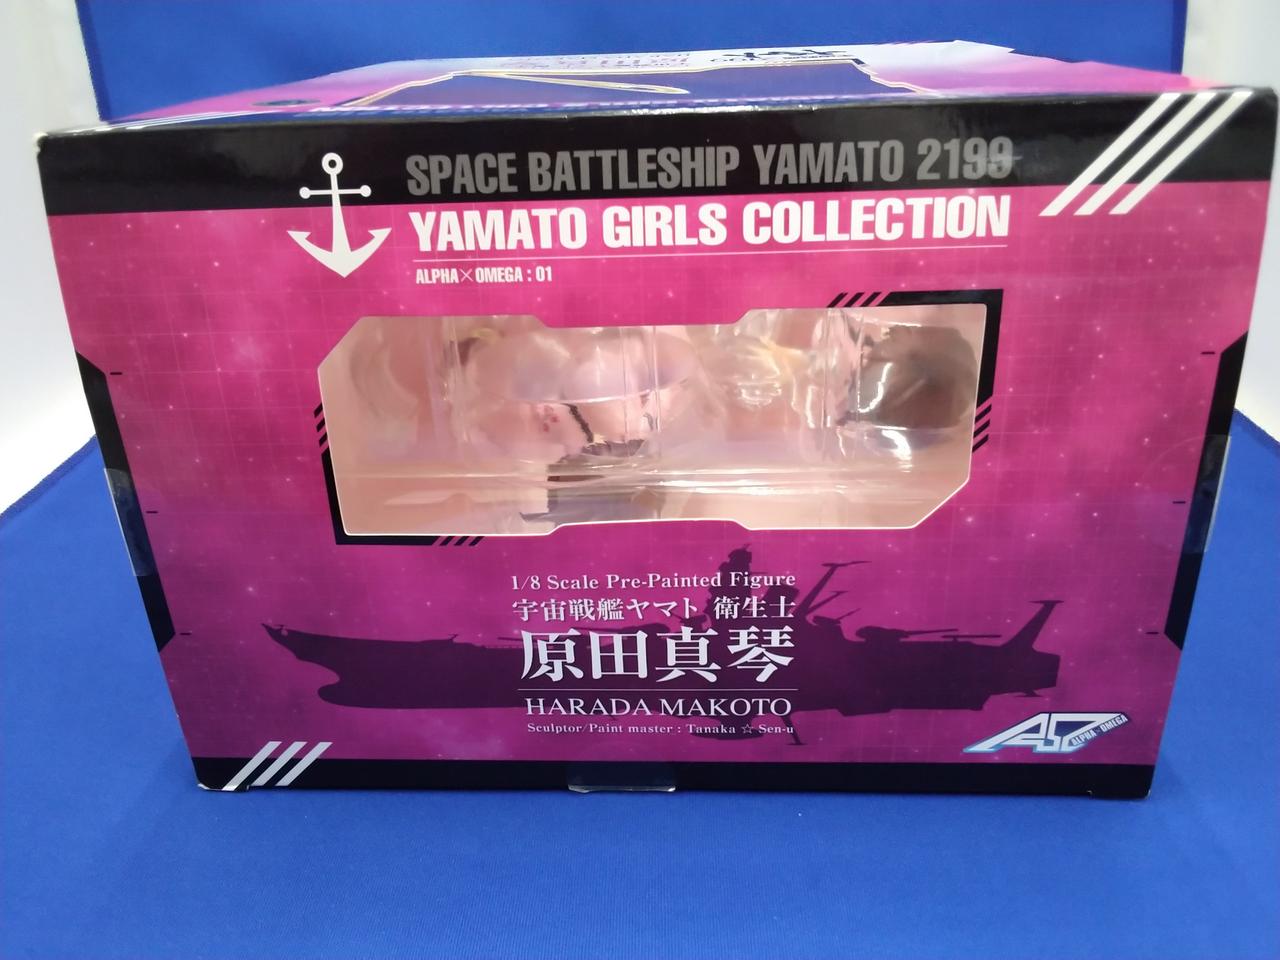 SPACE BATTLESHIP YAMATO 2199
YAMATO GIRLS COLLECTION
ALPHA×OMEGA : 01
1/8 Scale Pre-Painted Figure
宇宙戦艦ヤマト 衛生士
原田真琴
HARADA MAKOTO
Sculptor/Paint master : Tanaka ☆ Sen-u
AΩ ALPHA×OMEGA